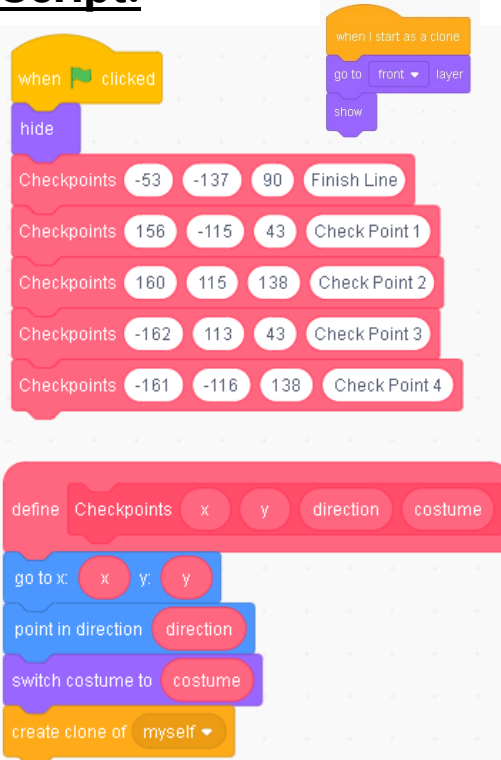 Script:
when clicked
hide
Checkpoints -53 -137 90 Finish Line
Checkpoints 156 -115 43 Check Point 1
Checkpoints 160 115 138 Check Point 2
Checkpoints -162 113 43 Check Point 3
Checkpoints -161 -116 138 Check Point 4
when I start as a clone
go to front layer
show
define Checkpoints x y direction costume
go to x: x y: y
point in direction direction
switch costume to costume
create clone of myself